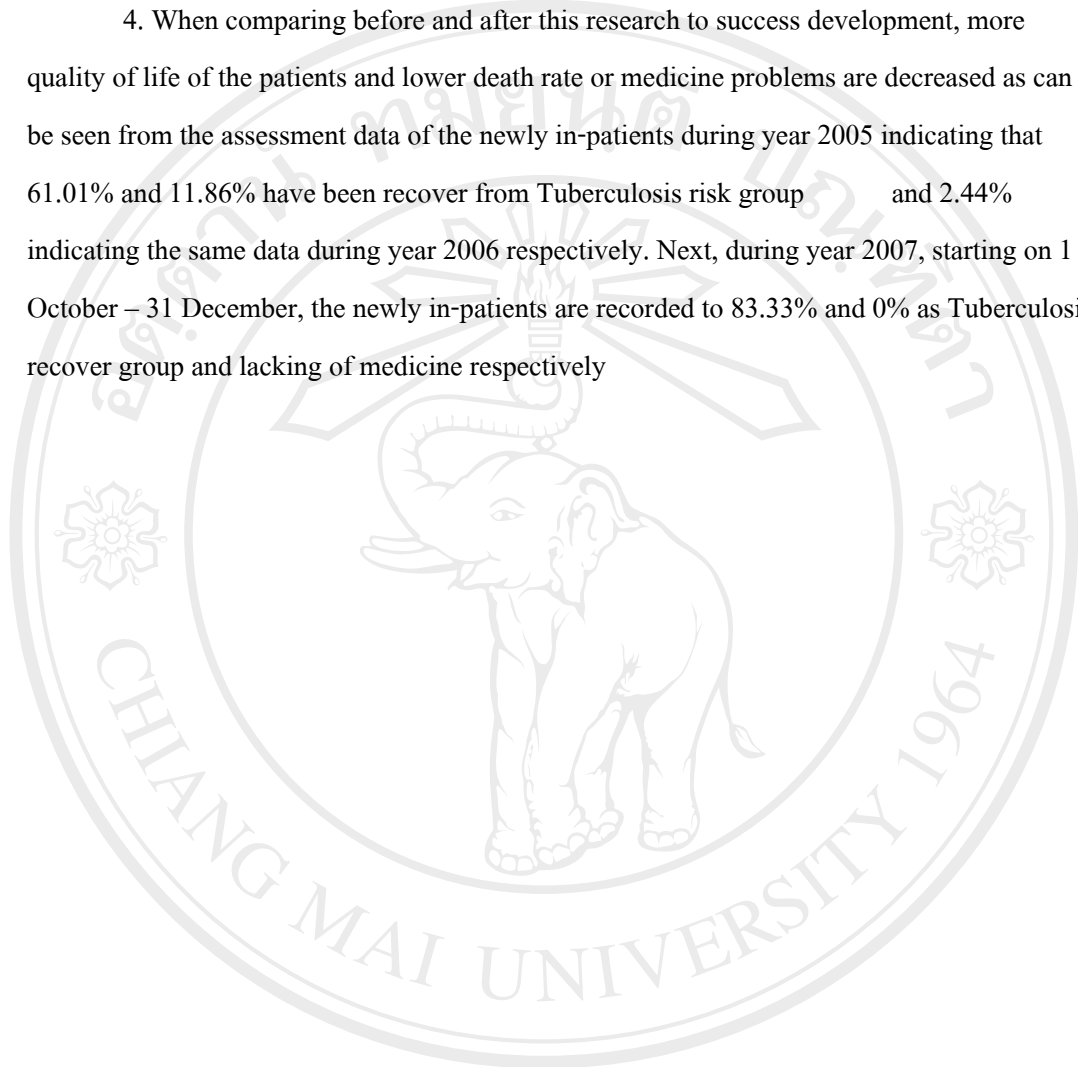 4. When comparing before and after this research to success development, more
quality of life of the patients and lower death rate or medicine problems are decreased as can
be seen from the assessment data of the newly in-patients during year 2005 indicating that
61.01% and 11.86% have been recover from Tuberculosis risk group and 2.44%
indicating the same data during year 2006 respectively. Next, during year 2007, starting on 1
October – 31 December, the newly in-patients are recorded to 83.33% and 0% as Tuberculosi
recover group and lacking of medicine respectively
CHIANG MAI UNIVERSITY 1964